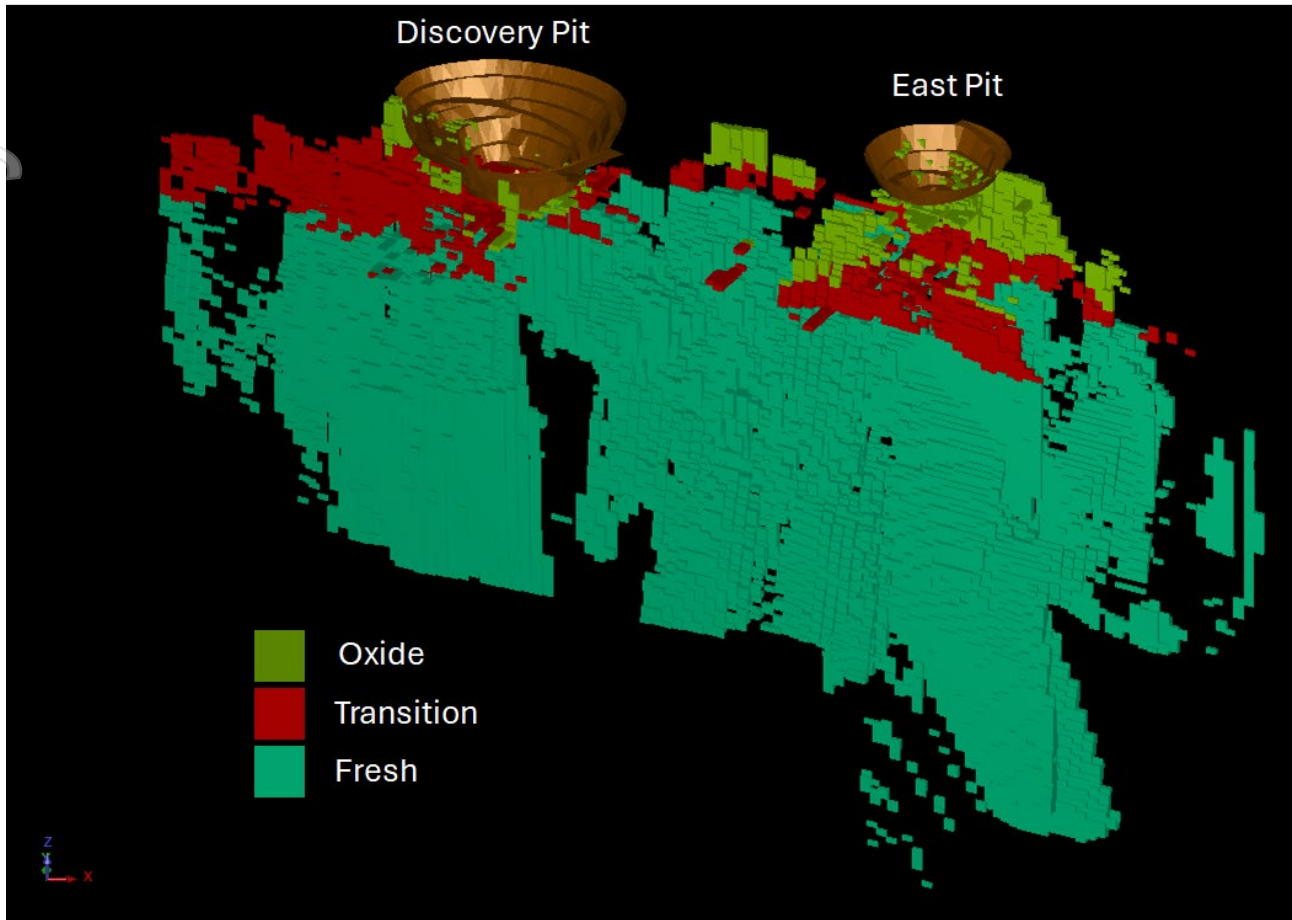 Discovery Pit
East Pit
Oxide
Transition
Fresh
Z
Y
X